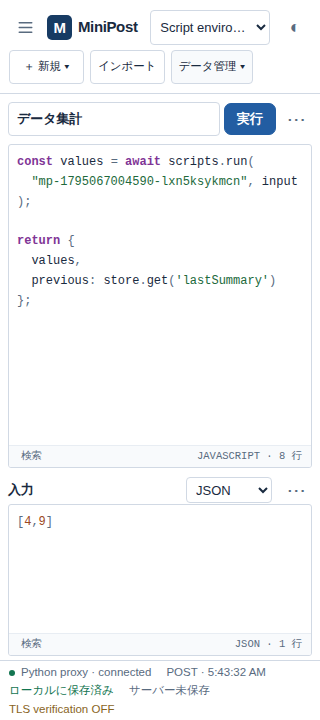 M MiniPost Script enviro…
＋ 新規 ▾ インポート データ管理 ▾
データ集計 実行 ···
const values = await scripts.run(
"mp-1795067004590-lxn5ksykmcn", input
);
return {
values,
previous: store.get('lastSummary')
};
検索 JAVASCRIPT · 8 行
入力 JSON ···
[4,9]
検索 JSON · 1 行
Python proxy · connected POST · 5:43:32 AM
ローカルに保存済み サーバー未保存
TLS verification OFF